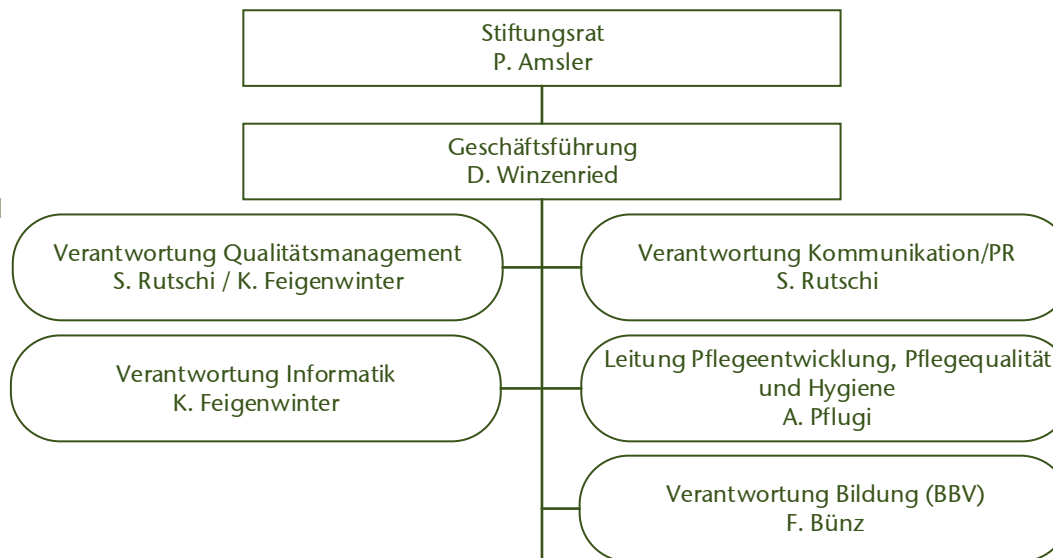 Stiftungsrat
P. Amsler
Geschäftsführung
D. Winzenried
Verantwortung Qualitätsmanagement
S. Rutschi / K. Feigenwinter
Verantwortung Kommunikation/PR
S. Rutschi
Verantwortung Informatik
K. Feigenwinter
Leitung Pflegeentwicklung, Pflegequalität
und Hygiene
A. Pflugi
Verantwortung Bildung (BBV)
F. Bünz